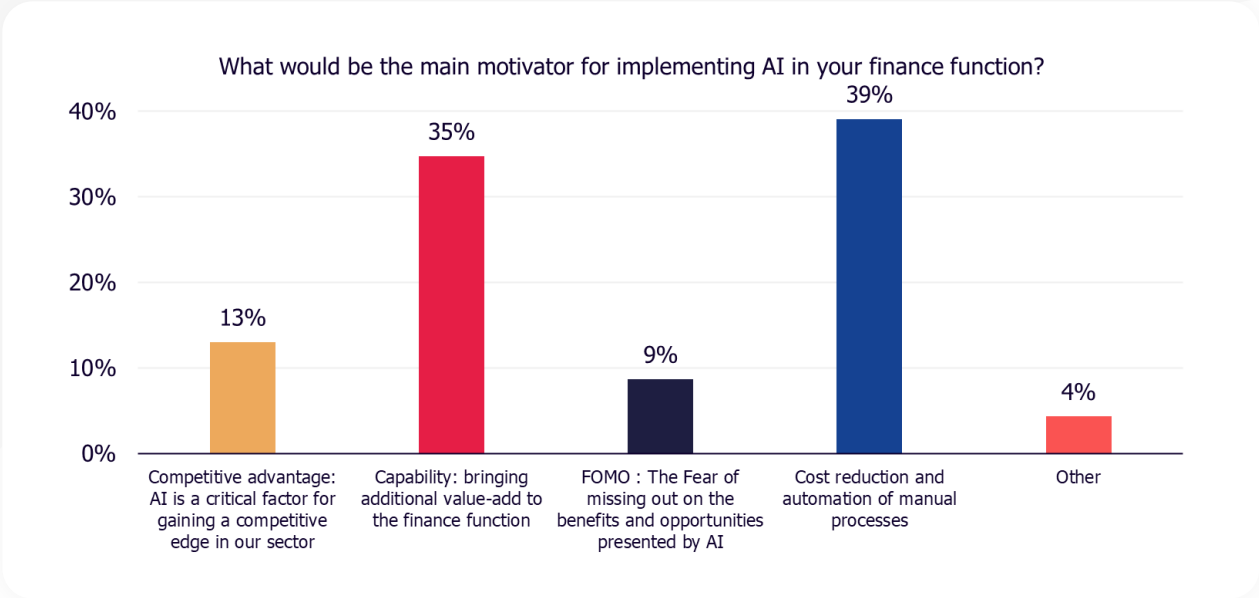 What would be the main motivator for implementing AI in your finance function?
39%
40%
35%
30%
20%
13%
9%
10%
4%
0%
Competitive advantage:
AI is a critical factor for
gaining a competitive
edge in our sector
Capability: bringing
additional value-add to
the finance function
FOMO : The Fear of
missing out on the
benefits and opportunities
presented by AI
Cost reduction and
automation of manual
processes
Other